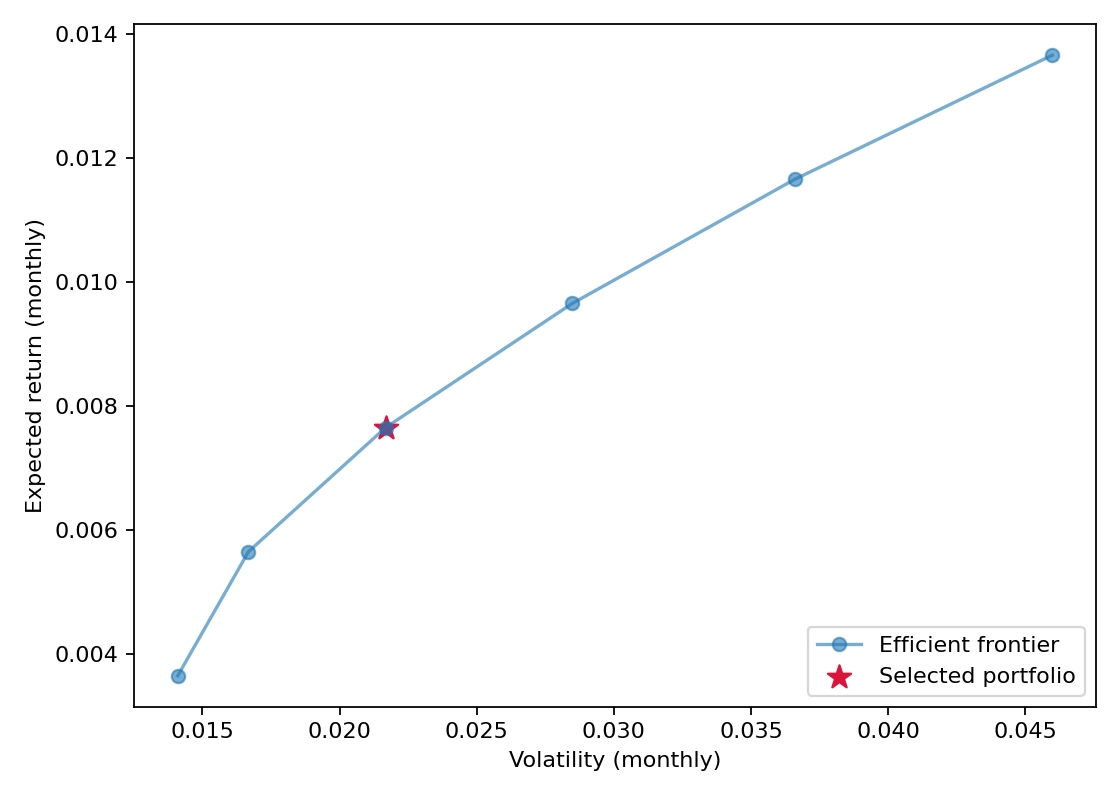 0.014
0.012
0.010
0.008
0.006
0.004
Expected return (monthly)
0.015 0.020 0.025 0.030 0.035 0.040 0.045
Volatility (monthly)
Efficient frontier
Selected portfolio